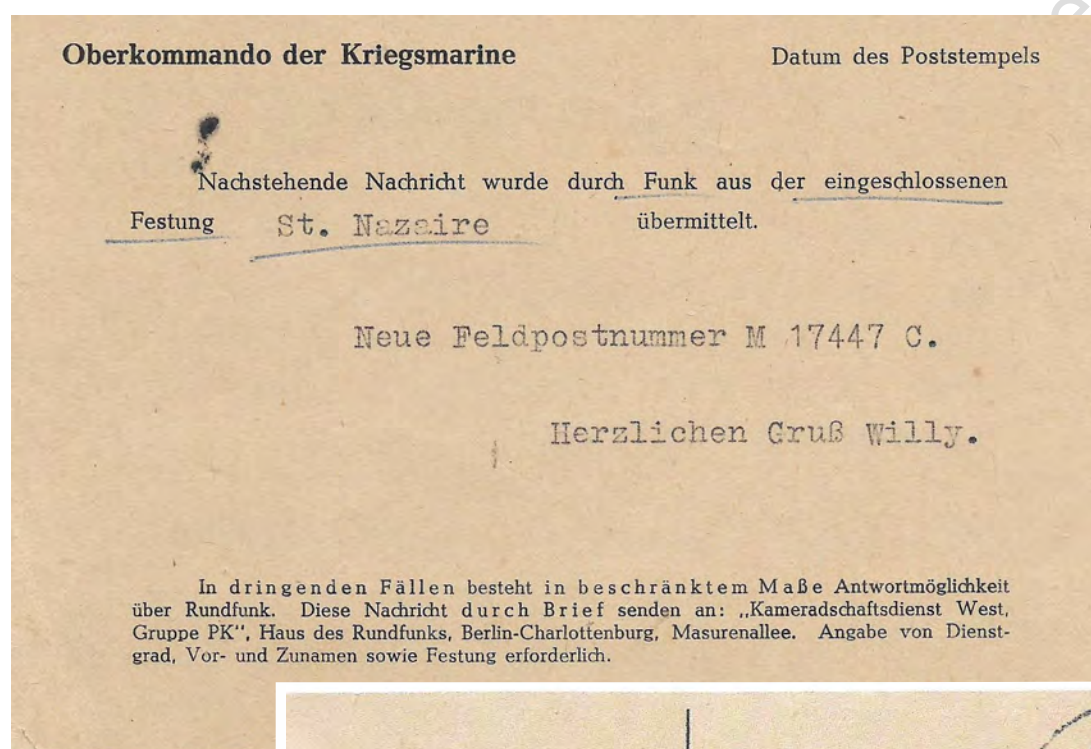 Oberkommando der Kriegsmarine Datum des Poststempels
Nachstehende Nachricht wurde durch Funk aus der eingeschlossenen
Festung St. Nazaire übermittelt.
Neue Feldpostnummer M 17447 C.
Herzlichen Gruß Willy.
In dringenden Fällen besteht in beschränktem Maße Antwortmöglichkeit
über Rundfunk. Diese Nachricht durch Brief senden an: „Kameradschaftsdienst West,
Gruppe PK“, Haus des Rundfunks, Berlin-Charlottenburg, Masurenallee. Angabe von Dienst-
grad, Vor- und Zunamen sowie Festung erforderlich.